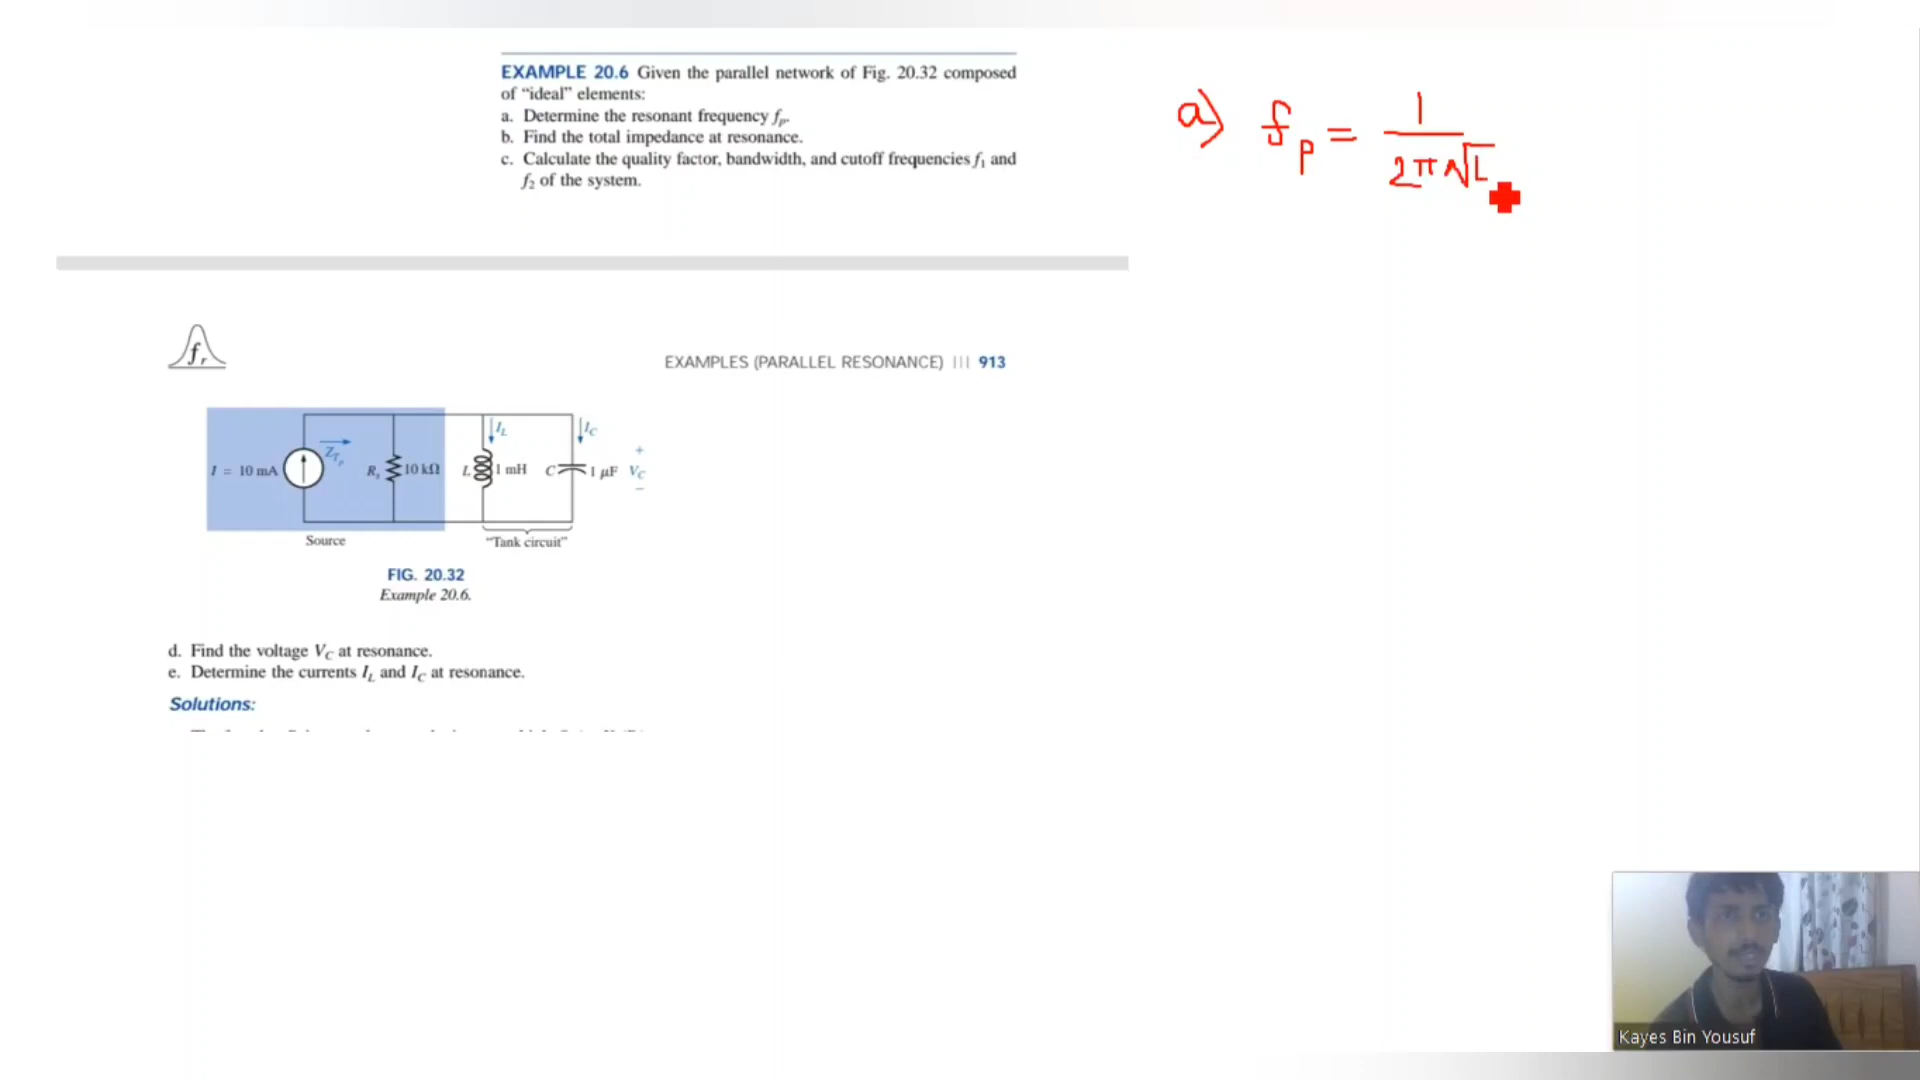 EXAMPLE 20.6 Given the parallel network of Fig. 20.32 composed
of “ideal” elements:
a. Determine the resonant frequency fp.
b. Find the total impedance at resonance.
c. Calculate the quality factor, bandwidth, and cutoff frequencies f1 and
f2 of the system.
a) fp = 1
2π√L
fr
EXAMPLES (PARALLEL RESONANCE) ||| 913
IL IC
ZTp
+
I = 10 mA Rs 10 kΩ L 1 mH C 1 μF VC
–
Source “Tank circuit”
FIG. 20.32
Example 20.6.
d. Find the voltage VC at resonance.
e. Determine the currents IL and IC at resonance.
Solutions:
Kayes Bin Yousuf